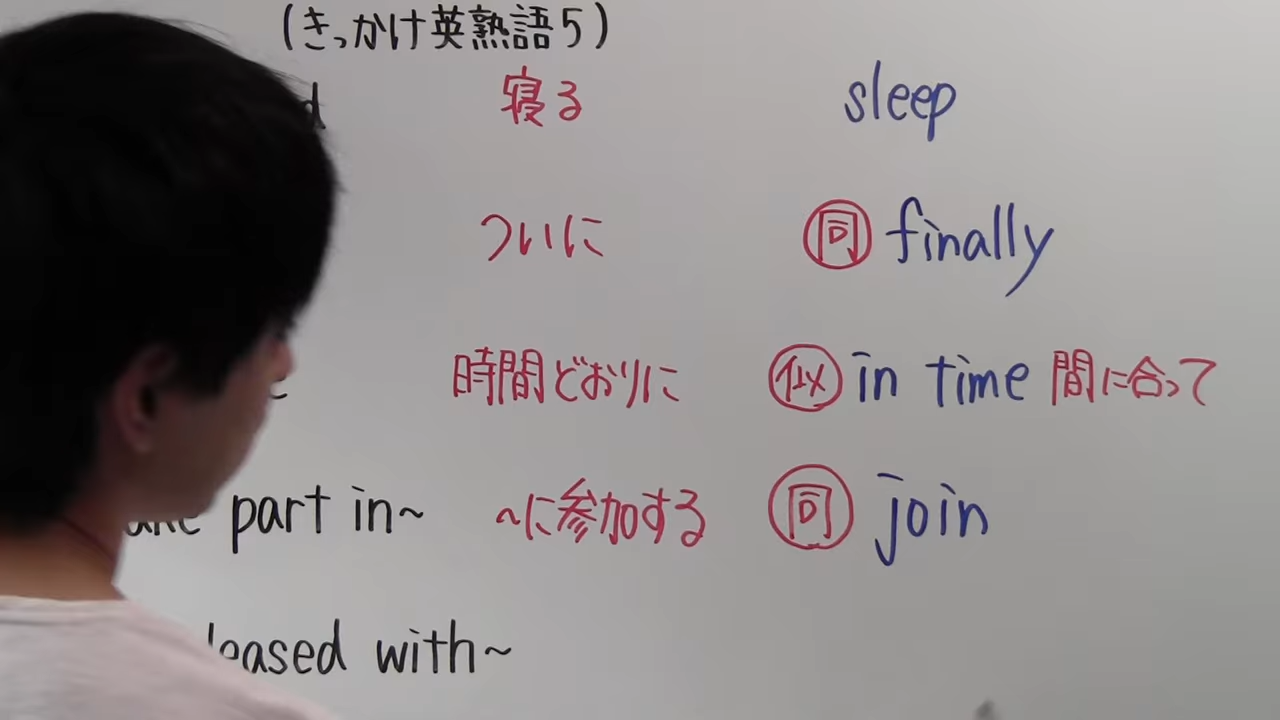 (きっかけ英熟語5)
寝る sleep
ついに 同 finally
時間どおりに 似 in time 間に合って
part in~ ~に参加する 同 join
with~